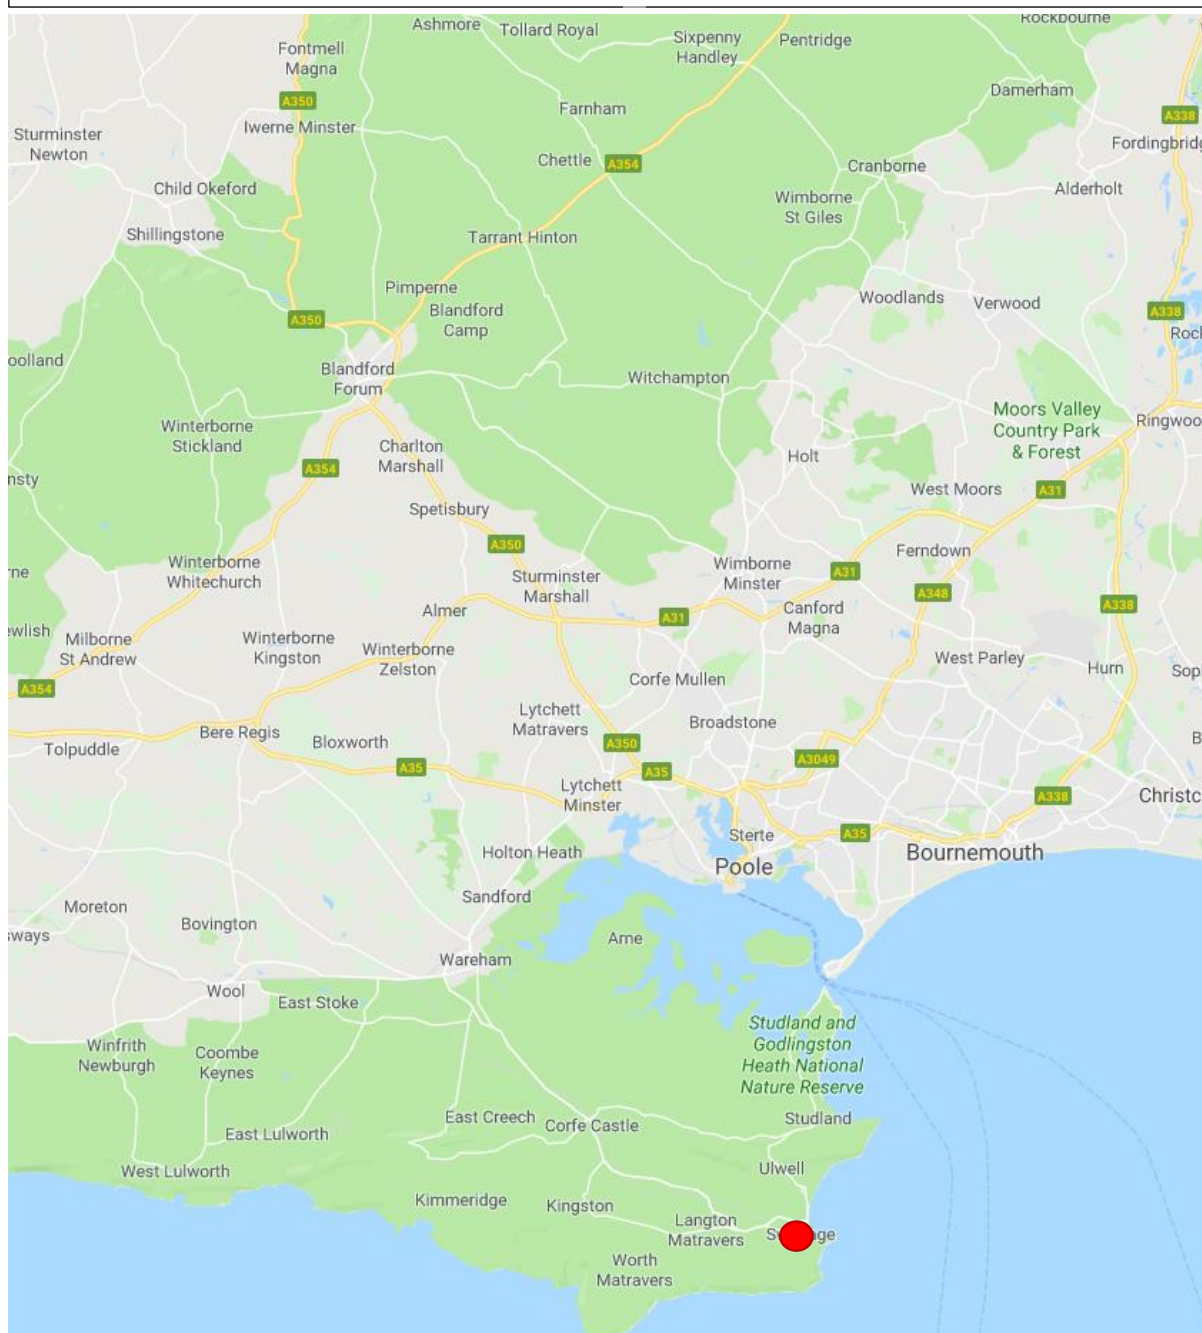 Rockbourne
Ashmore
Tollard Royal
Sixpenny
Handley
Pentridge
Fontmell
Magna
Damerham
A350
Farnham
A338
Iwerne Minster
Sturminster
Newton
Fordingbridg
Chettle
A354
Cranborne
Child Okeford
Alderholt
Wimborne
St Giles
Shillingstone
Tarrant Hinton
Pimperne
Blandford
Camp
Woodlands
Verwood
A350
A338
Rock
oolland
Blandford
Forum
Witchampton
Moors Valley
Country Park
& Forest
Ringwoo
Winterborne
Stickland
Charlton
Marshall
Holt
A354
nsty
West Moors
A31
Spetisbury
A350
Ferndown
Winterborne
Whitechurch
Sturminster
Marshall
Wimborne
Minster
A31
rne
A348
A338
Almer
A31
Canford
Magna
ewlish
Milborne
St Andrew
Winterborne
Kingston
Winterborne
Zelston
West Parley
Hurn
Sop
A354
Corfe Mullen
Lytchett
Matravers
Broadstone
Bere Regis
Tolpuddle
Bloxworth
A350
B
A3049
A35
A35
Lytchett
Minster
A338
Christc
Sterte
A35
Holton Heath
Poole
Bournemouth
Sandford
Moreton
Bovington
sways
Arne
Wareham
Wool
East Stoke
Studland and
Godlingston
Heath National
Nature Reserve
Winfrith
Newburgh
Coombe
Keynes
East Creech
Corfe Castle
Studland
East Lulworth
West Lulworth
Ulwell
Kimmeridge
Kingston
Langton
Matravers
Worth
Matravers